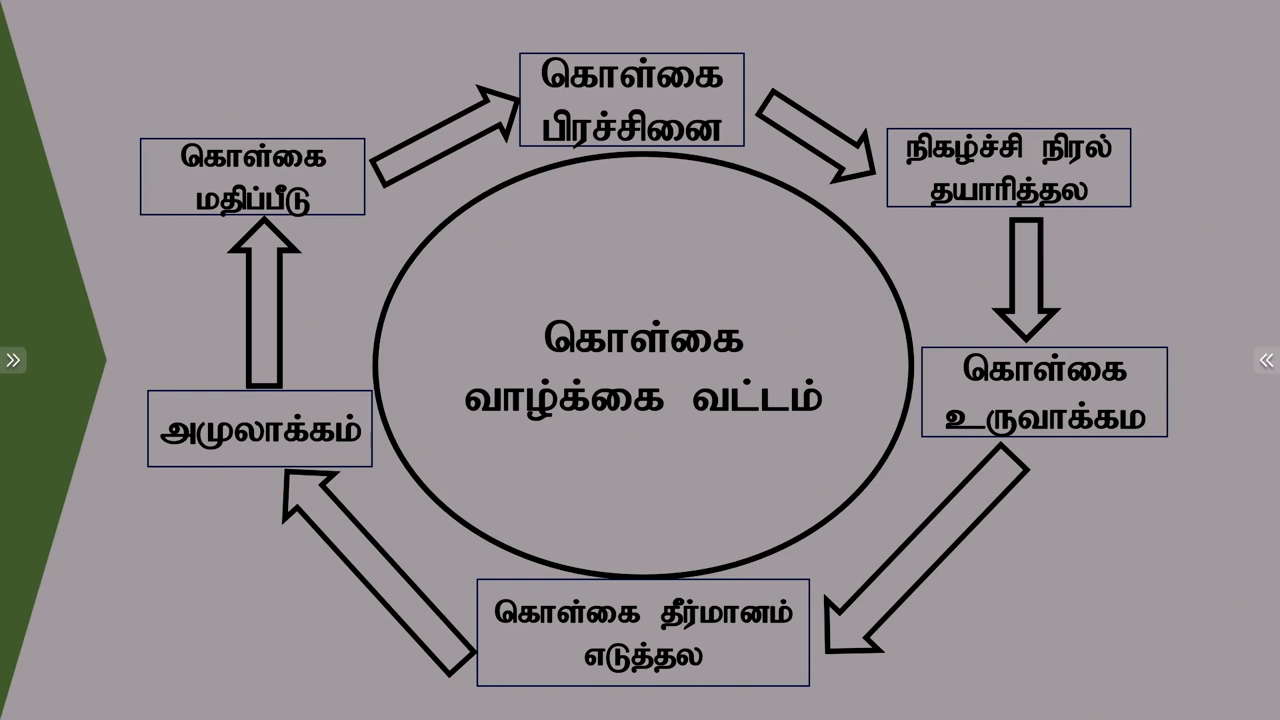 கொள்கை
பிரச்சினை
நிகழ்ச்சி நிரல்
தயாரித்தல
கொள்கை
உருவாக்கம
கொள்கை தீர்மானம்
எடுத்தல
அமுலாக்கம்
கொள்கை
மதிப்பீடு
கொள்கை
வாழ்க்கை வட்டம்